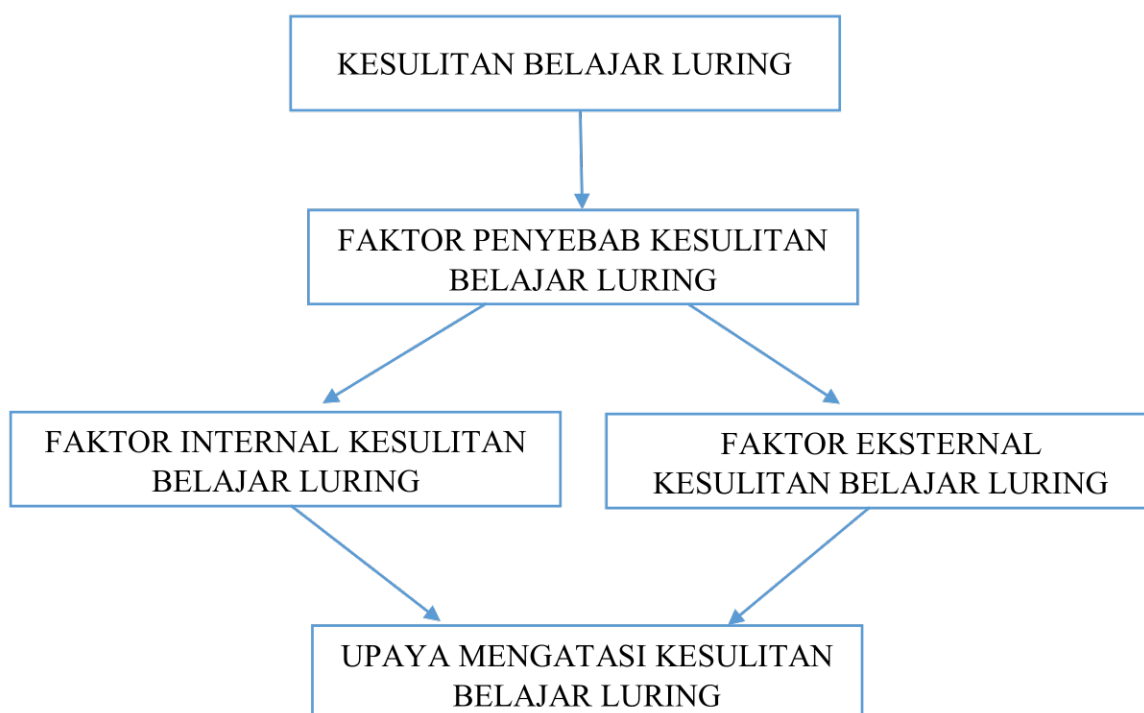 KESULITAN BELAJAR LURING
FAKTOR PENYEBAB KESULITAN
BELAJAR LURING
FAKTOR INTERNAL KESULITAN
BELAJAR LURING
FAKTOR EKSTERNAL
KESULITAN BELAJAR LURING
UPAYA MENGATASI KESULITAN
BELAJAR LURING